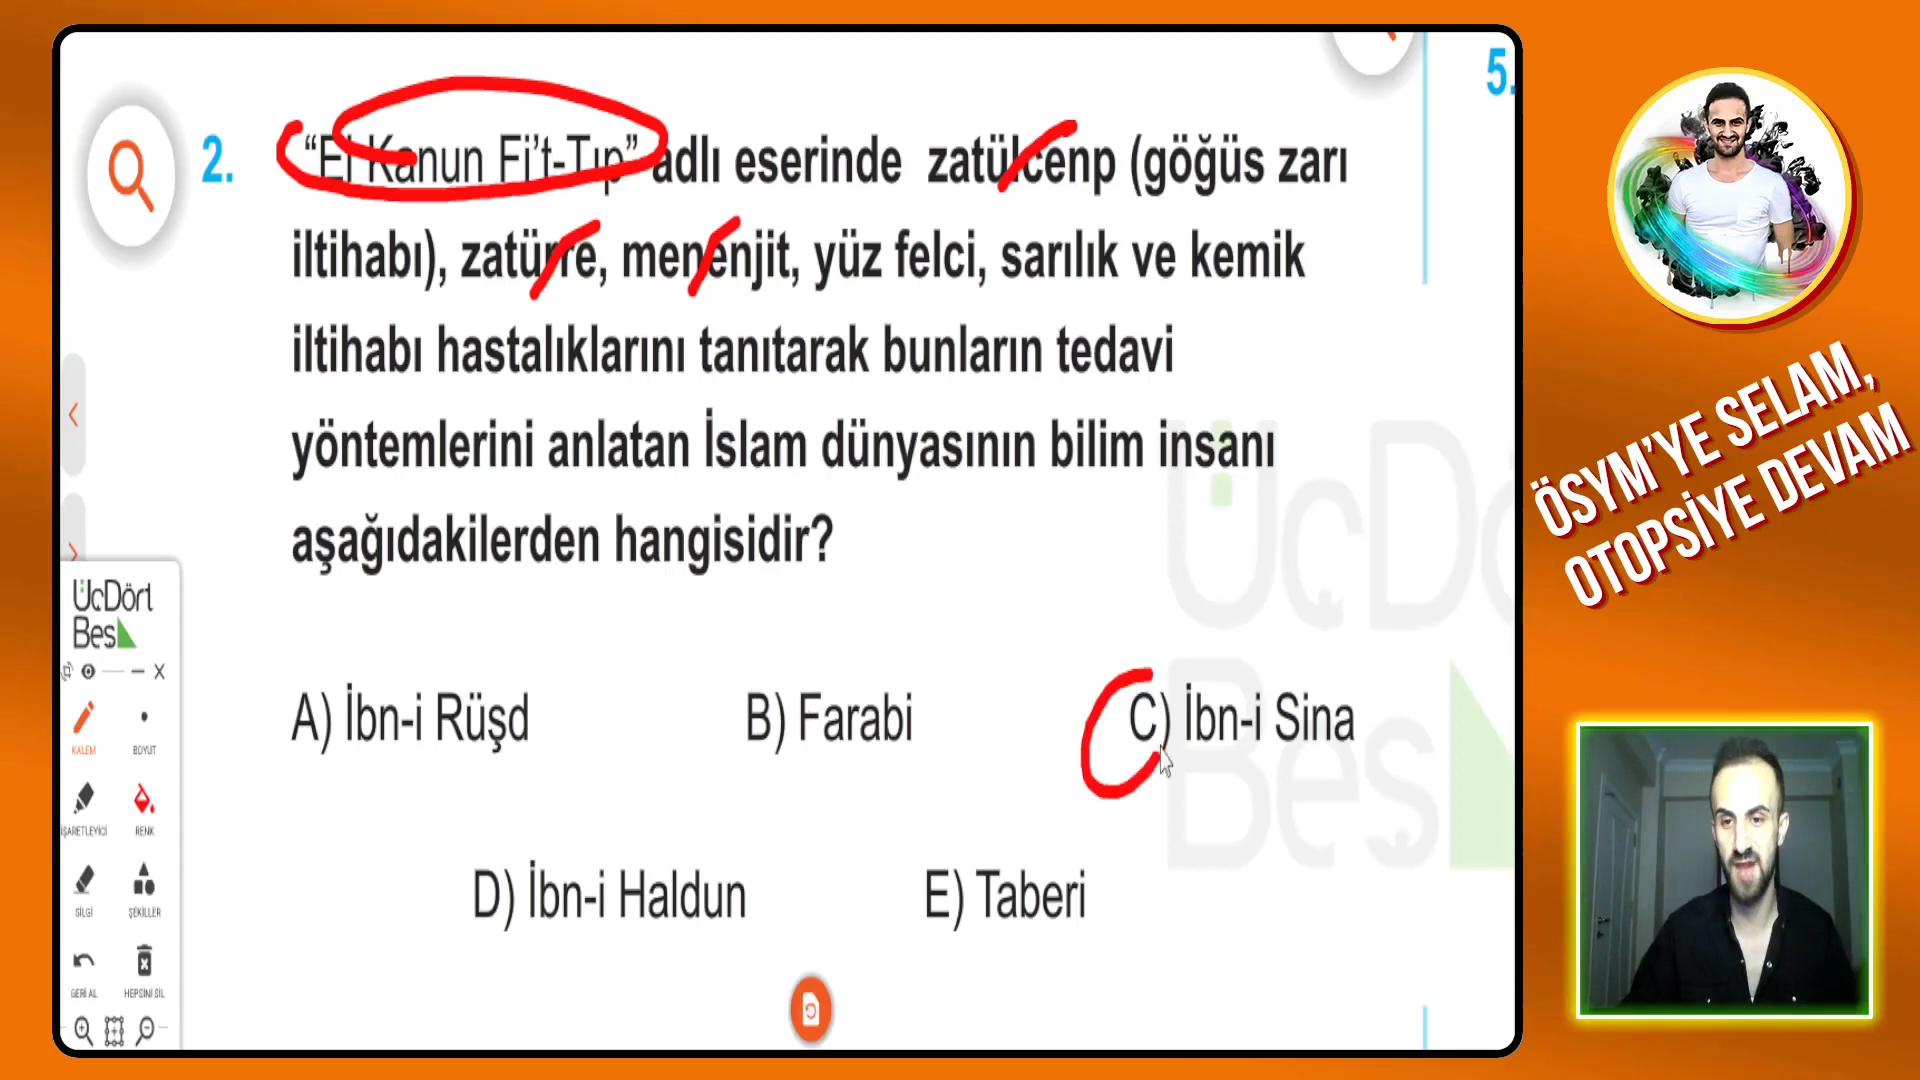 5.
2. “El Kanun Fi’t-Tıp” adlı eserinde zatülcenp (göğüs zarı
iltihabı), zatürre, menenjit, yüz felci, sarılık ve kemik
iltihabı hastalıklarını tanıtarak bunların tedavi
yöntemlerini anlatan İslam dünyasının bilim insanı
aşağıdakilerden hangisidir?
A) İbn-i Rüşd B) Farabi C) İbn-i Sina
D) İbn-i Haldun E) Taberi
ÜçDört
Beş
KALEM BOYUT
İŞARETLEYİCİ RENK
SİLGİ ŞEKİLLER
GERİ AL HEPSİNİ SİL
ÜçDö
Beş
ÖSYM’YE SELAM,
OTOPSİYE DEVAM